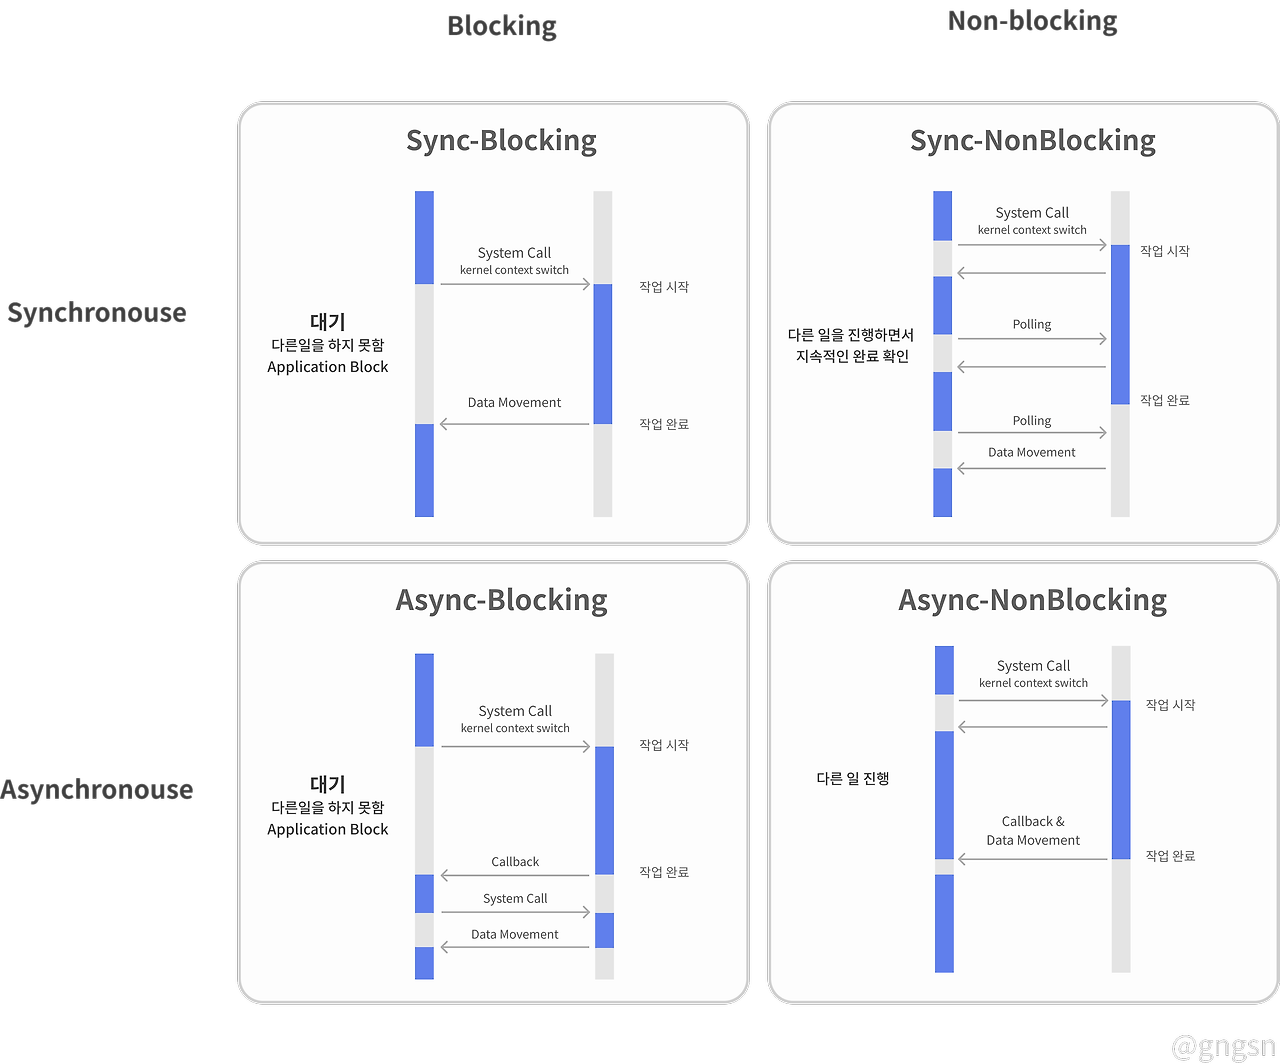 Blocking
Non-blocking
Synchronouse
Sync-Blocking
System Call
kernel context switch
작업 시작
대기
다른일을 하지 못함
Application Block
Data Movement
작업 완료
Sync-NonBlocking
System Call
kernel context switch
작업 시작
Polling
다른 일을 진행하면서
지속적인 완료 확인
작업 완료
Polling
Data Movement
Asynchronouse
Async-Blocking
System Call
kernel context switch
작업 시작
대기
다른일을 하지 못함
Application Block
Callback
작업 완료
System Call
Data Movement
Async-NonBlocking
System Call
kernel context switch
작업 시작
다른 일 진행
Callback &
Data Movement
작업 완료
@gngsn